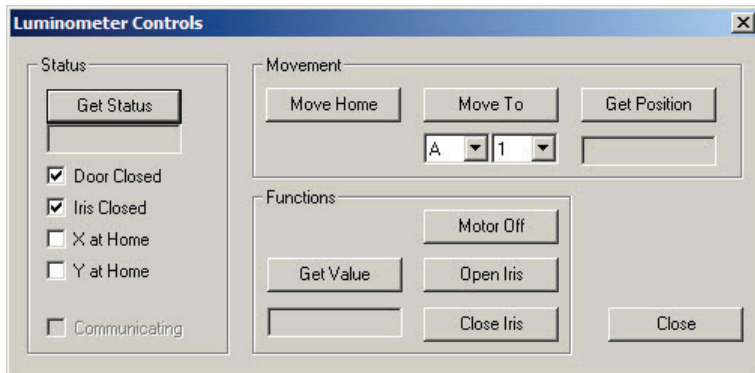 Luminometer Controls
Status
Get Status
Door Closed
Iris Closed
X at Home
Y at Home
Communicating
Movement
Move Home
Move To
Get Position
A
1
Functions
Motor Off
Get Value
Open Iris
Close Iris
Close